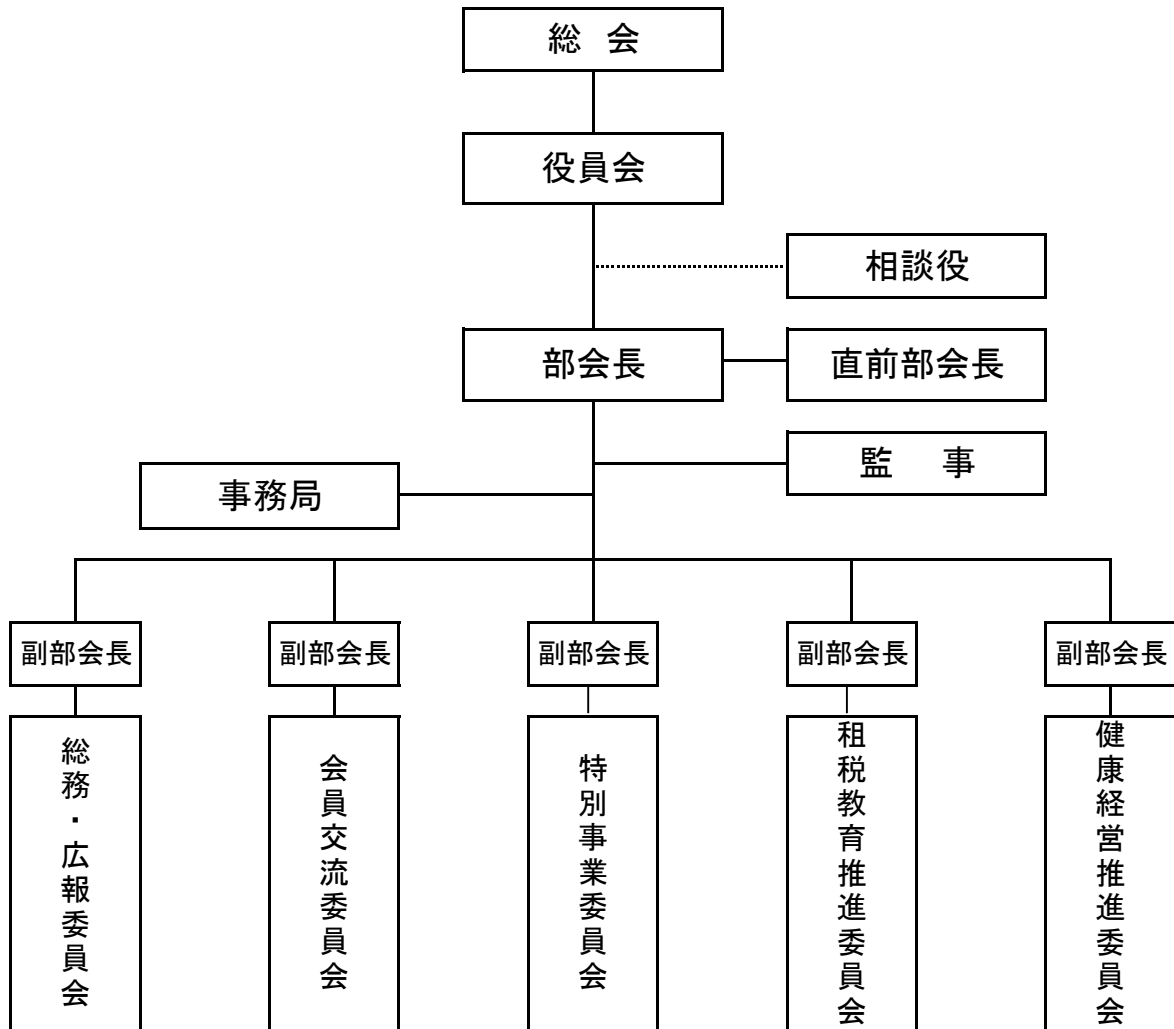 総 会
役員会
相談役
部会長
直前部会長
監 事
事務局
副部会長
副部会長
副部会長
副部会長
副部会長
総務・広報委員会
会員交流委員会
特別事業委員会
租税教育推進委員会
健康経営推進委員会